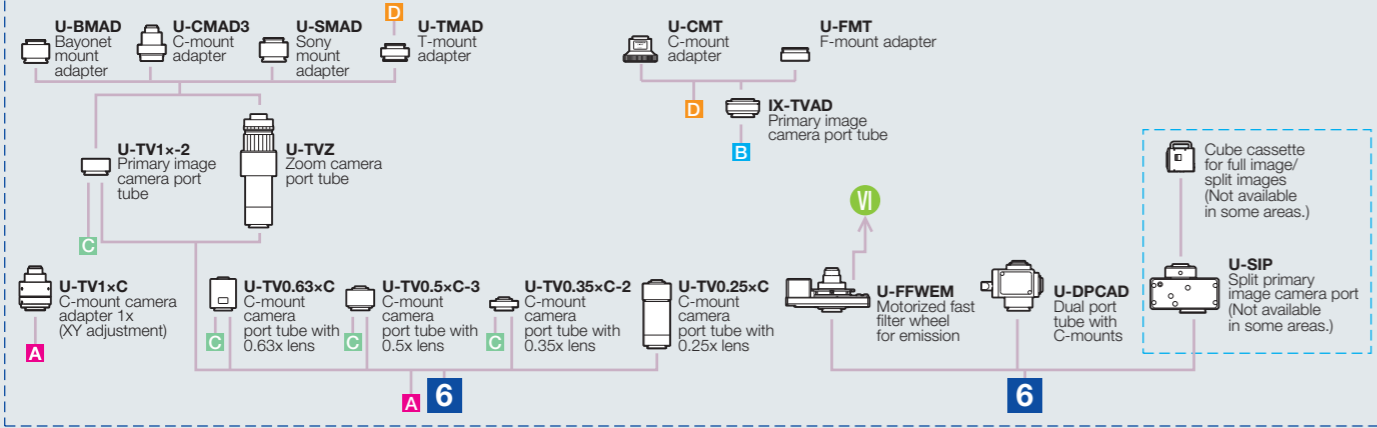 D
D
U-BMAD
Bayonet
mount
adapter
U-CMAD3
C-mount
adapter
U-SMAD
Sony
mount
adapter
U-TMAD
T-mount
adapter
U-CMT
C-mount
adapter
U-FMT
F-mount adapter
IX-TVAD
Primary image
camera port tube
B
U-TV1×-2
Primary image
camera port
tube
C
U-TVZ
Zoom camera
port tube
Cube cassette
for full image/
split images
(Not available
in some areas.)
VI
U-TV1×C
C-mount camera
adapter 1x
(XY adjustment)
A
U-TV0.63×C
C-mount
camera
port tube with
0.63x lens
C
U-TV0.5×C-3
C-mount
camera
port tube with
0.5x lens
C
U-TV0.35×C-2
C-mount
camera
port tube with
0.35x lens
C
U-TV0.25×C
C-mount
camera
port tube with
0.25x lens
U-FFWEM
Motorized fast
filter wheel
for emission
U-DPCAD
Dual port
tube with
C-mounts
U-SIP
Split primary
image camera port
(Not available
in some areas.)
A
6
6